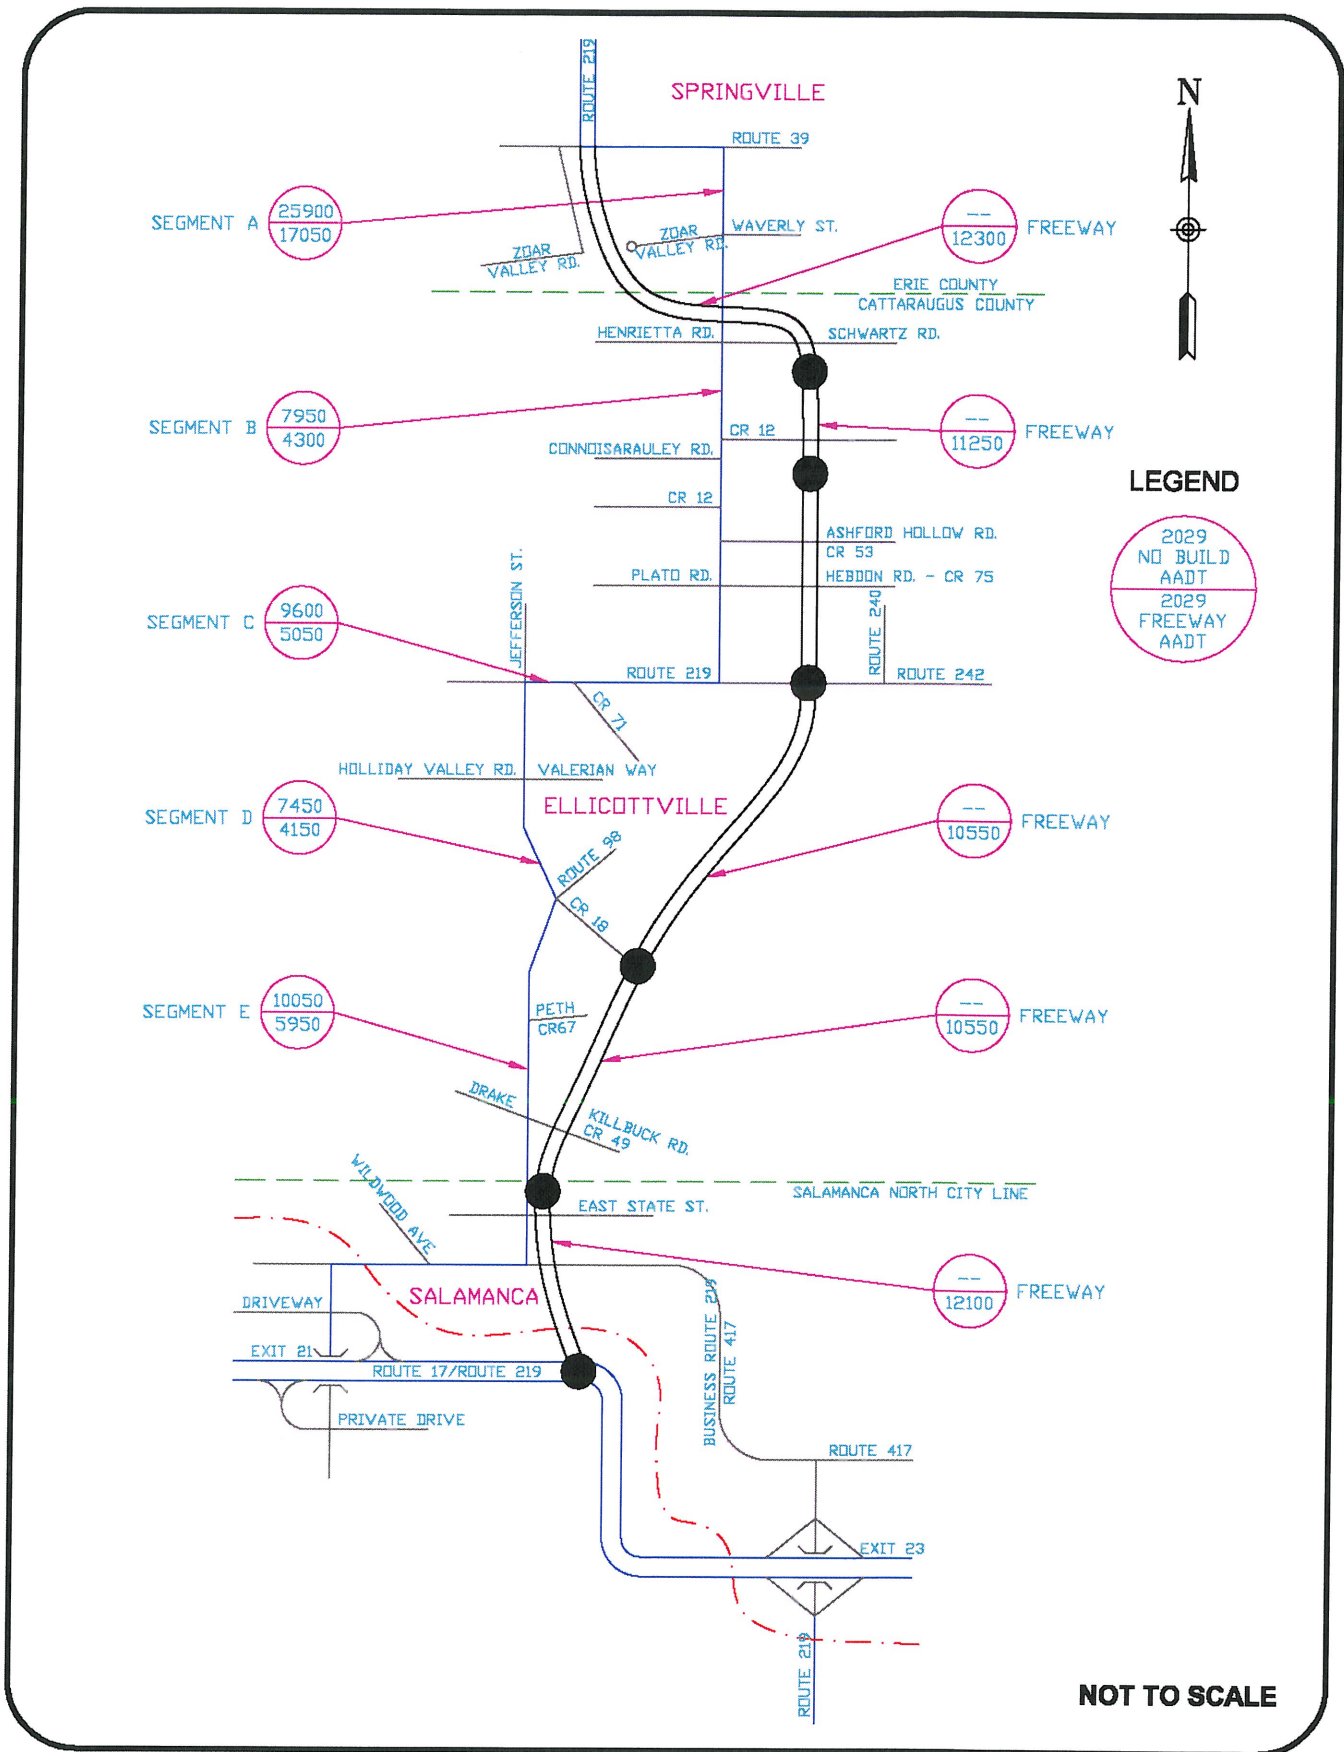 ROUTE 219
SPRINGVILLE
N
ROUTE 39
SEGMENT A
25900
17050
ZOAR
VALLEY RD.
ZOAR
VALLEY RD.
WAVERLY ST.
--
12300
FREEWAY
ERIE COUNTY
CATTARAUGUS COUNTY
HENRIETTA RD.
SCHWARTZ RD.
SEGMENT B
7950
4300
CR 12
CONNOISARAULEY RD.
--
11250
FREEWAY
CR 12
LEGEND
2029
NO BUILD
AADT
2029
FREEWAY
AADT
ASHFORD HOLLOW RD.
CR 53
PLATO RD.
HEBDON RD. - CR 75
JEFFERSON ST.
ROUTE 240
SEGMENT C
9600
5050
ROUTE 219
ROUTE 242
CR 71
HOLLIDAY VALLEY RD.
VALERIAN WAY
ELLICOTTVILLE
SEGMENT D
7450
4150
--
10550
FREEWAY
ROUTE 98
CR 18
SEGMENT E
10050
5950
PETH
CR67
--
10550
FREEWAY
DRAKE
KILLBUCK RD.
CR 49
WILDWOOD AVE
SALAMANCA NORTH CITY LINE
EAST STATE ST.
SALAMANCA
--
12100
FREEWAY
DRIVEWAY
EXIT 21
ROUTE 17/ROUTE 219
BUSINESS ROUTE 219
ROUTE 417
PRIVATE DRIVE
ROUTE 417
EXIT 23
ROUTE 219
NOT TO SCALE